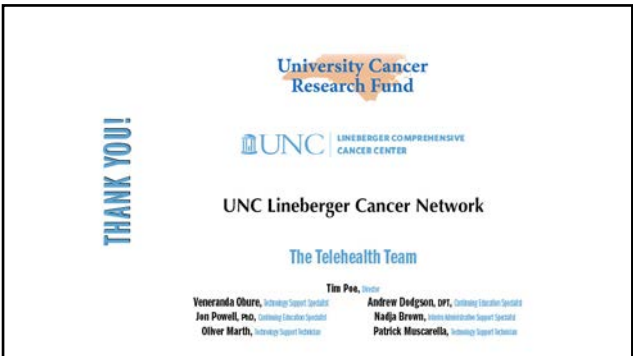 THANK YOU!
University Cancer
Research Fund
UNC LINEBERGER COMPREHENSIVE
CANCER CENTER
UNC Lineberger Cancer Network
The Telehealth Team
Tim Poe, Director
Veneranda Obure, Technology Support Specialist
Jon Powell, PhD, Continuing Education Specialist
Oliver Marth, Technology Support Technician
Andrew Dodgson, DPT, Continuing Education Specialist
Nadja Brown, Interim Administrative Support Specialist
Patrick Muscarella, Technology Support Technician